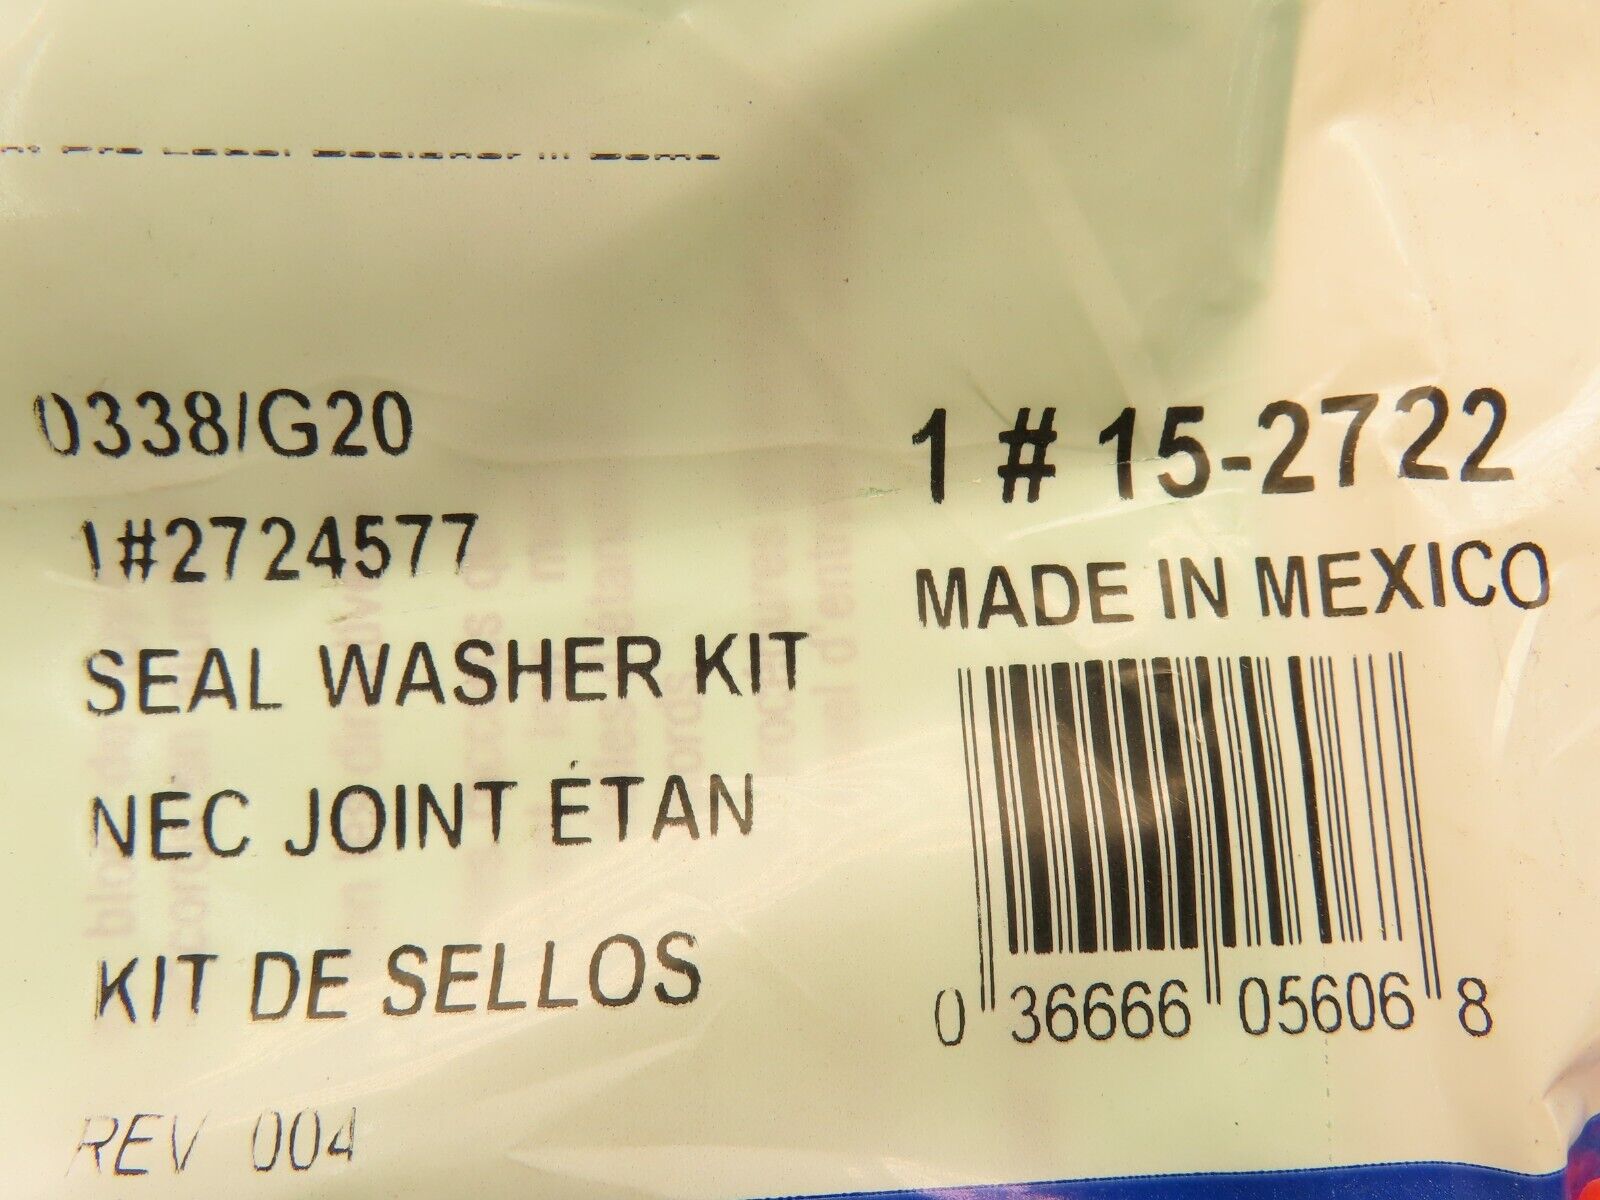 0338/G20
1#2724577
SEAL WASHER KIT
NÉC JOINT ÉTAN
KIT DE SELLOS
REV 004
1 # 15-2722
MADE IN MEXICO
0 36666 05606 8